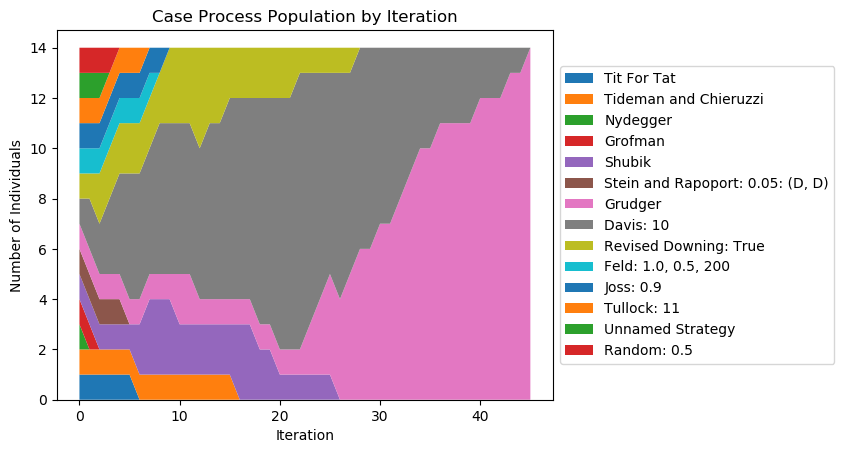 Case Process Population by Iteration
Number of Individuals
14
12
10
8
6
4
2
0
0 10 20 30 40
Iteration
Tit For Tat
Tideman and Chieruzzi
Nydegger
Grofman
Shubik
Stein and Rapoport: 0.05: (D, D)
Grudger
Davis: 10
Revised Downing: True
Feld: 1.0, 0.5, 200
Joss: 0.9
Tullock: 11
Unnamed Strategy
Random: 0.5